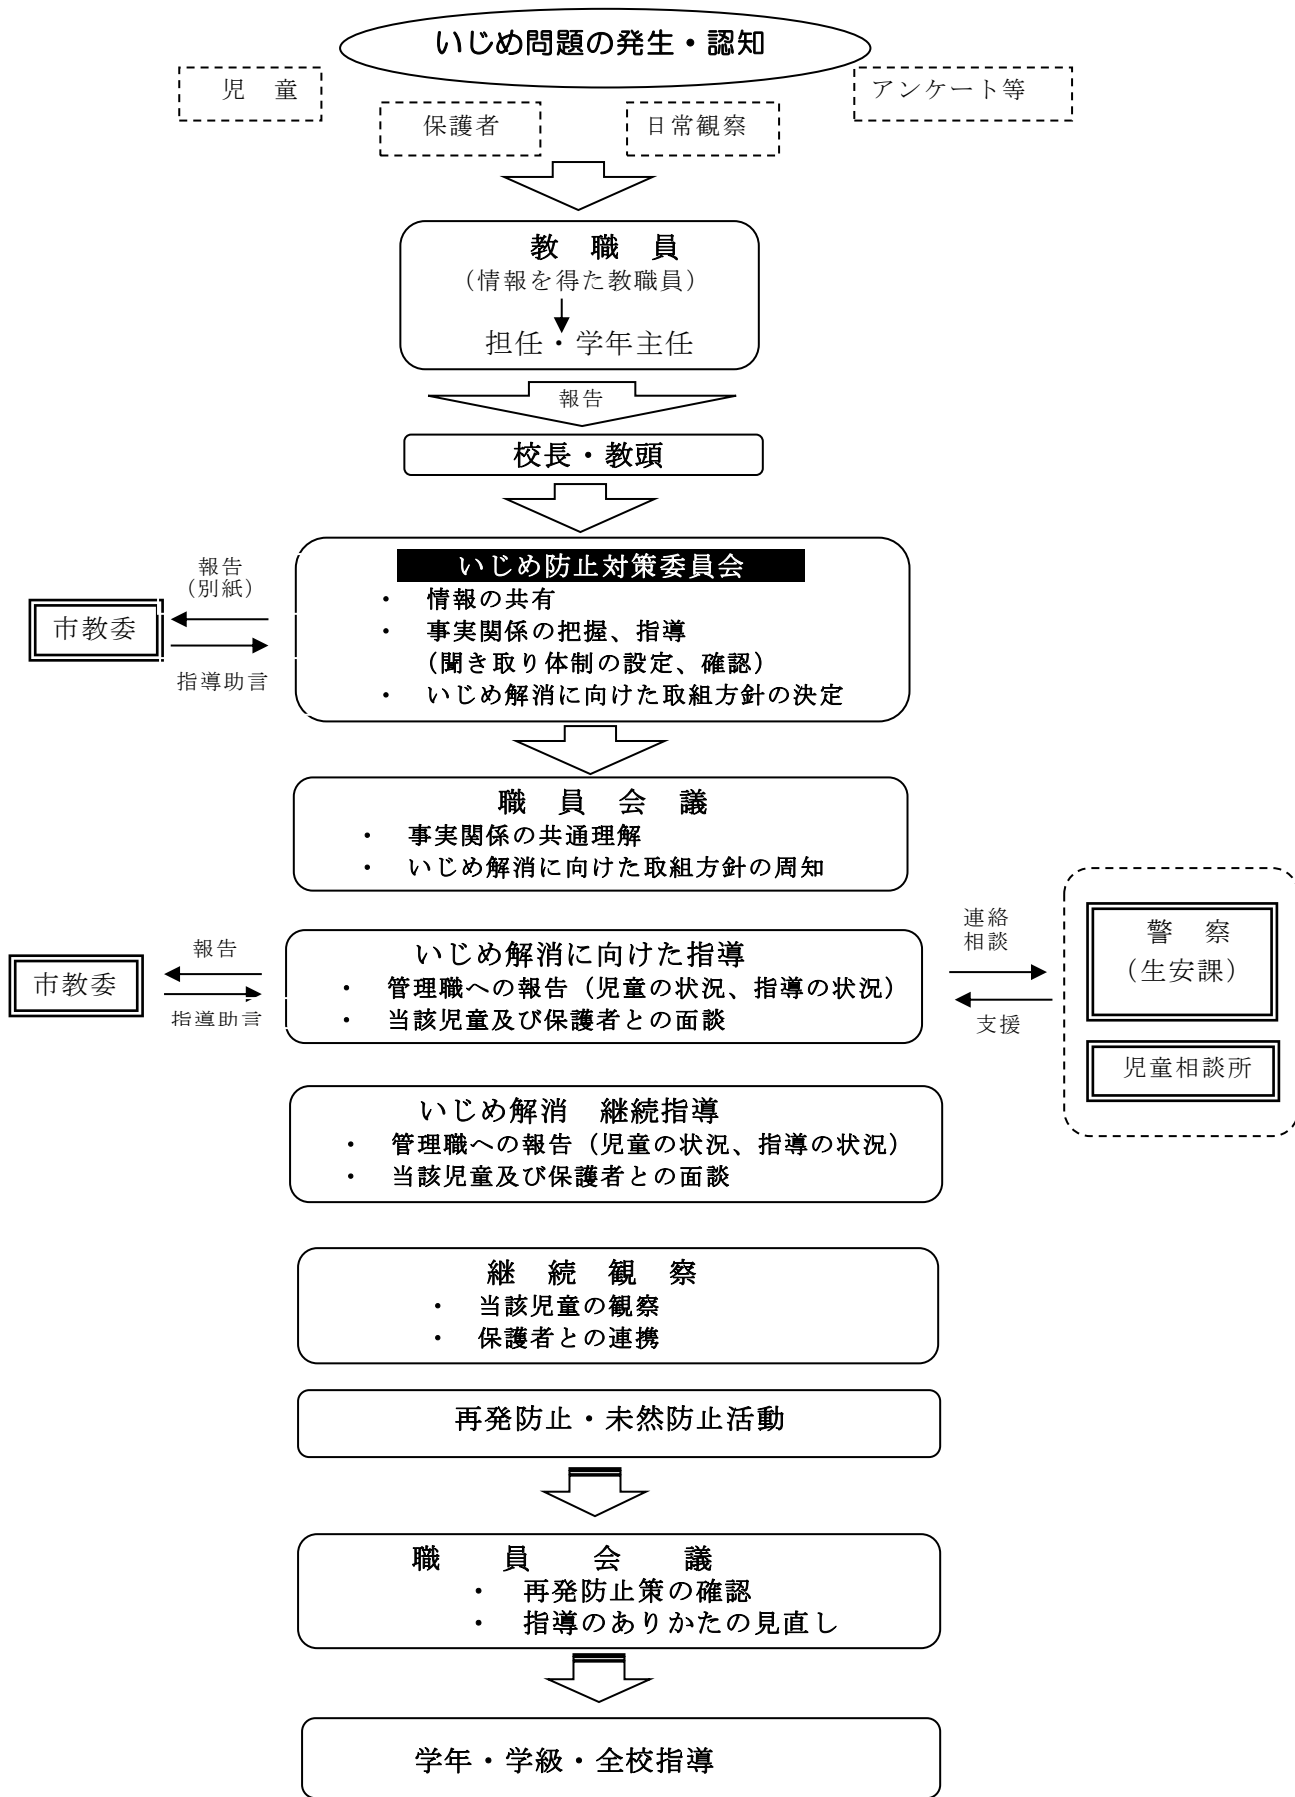 いじめ問題の発生・認知
児　童
アンケート等
保護者
日常観察
教　職　員
（情報を得た教職員）
担任・学年主任
報告
校長・教頭
いじめ防止対策委員会
・　情報の共有
・　事実関係の把握、指導
（聞き取り体制の設定、確認）
・　いじめ解消に向けた取組方針の決定
報告
（別紙）
市教委
指導助言
職　員　会　議
・　事実関係の共通理解
・　いじめ解消に向けた取組方針の周知
いじめ解消に向けた指導
・　管理職への報告（児童の状況、指導の状況）
・　当該児童及び保護者との面談
報告
市教委
指導助言
連絡
相談
支援
警　察
（生安課）
児童相談所
いじめ解消　継続指導
・　管理職への報告（児童の状況、指導の状況）
・　当該児童及び保護者との面談
継　続　観　察
・　当該児童の観察
・　保護者との連携
再発防止・未然防止活動
職　　員　　会　　議
・　再発防止策の確認
・　指導のありかたの見直し
学年・学級・全校指導